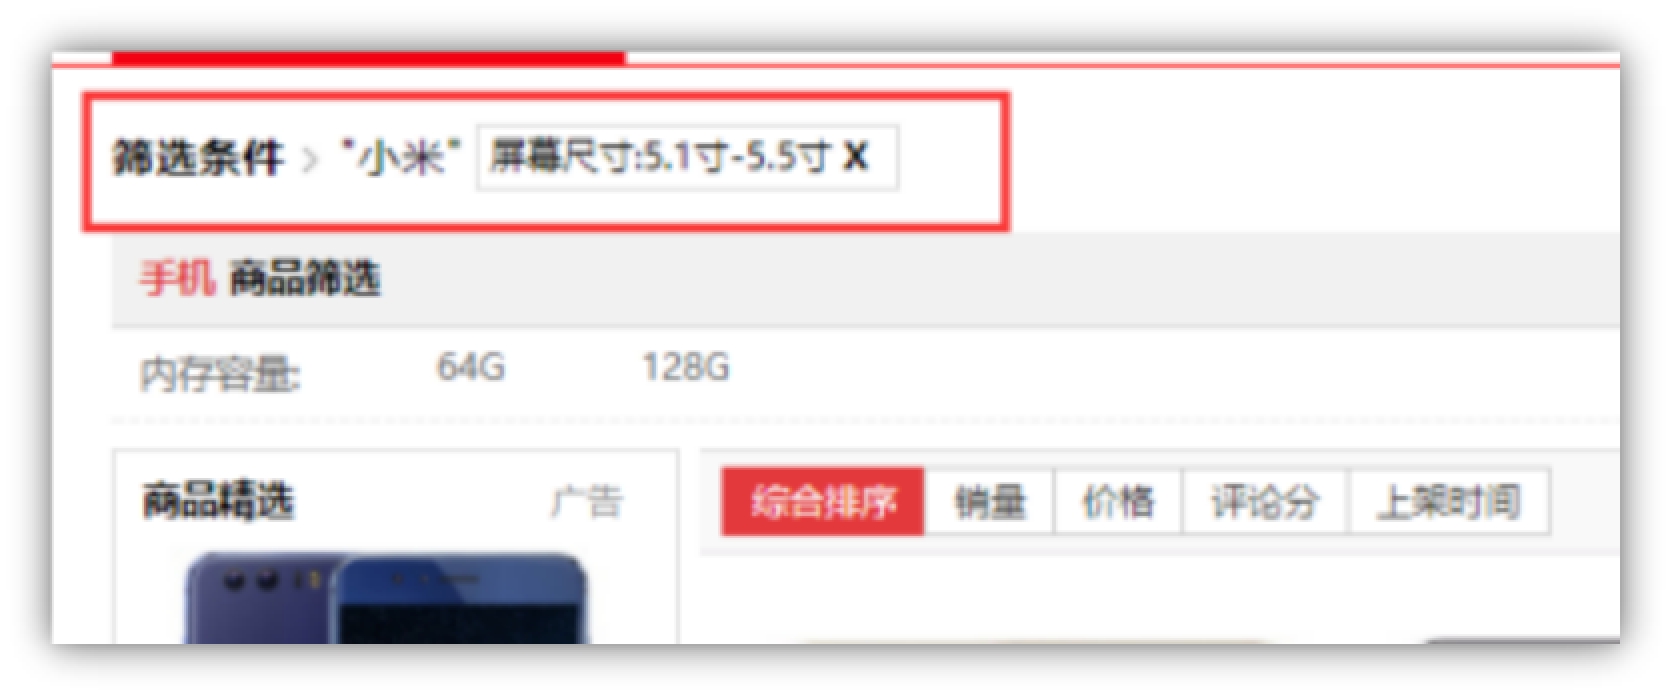 筛选条件 > "小米" 屏幕尺寸:5.1寸-5.5寸 X
手机 商品筛选
内存容量: 64G 128G
商品精选 广告
综合排序 销量 价格 评论分 上架时间